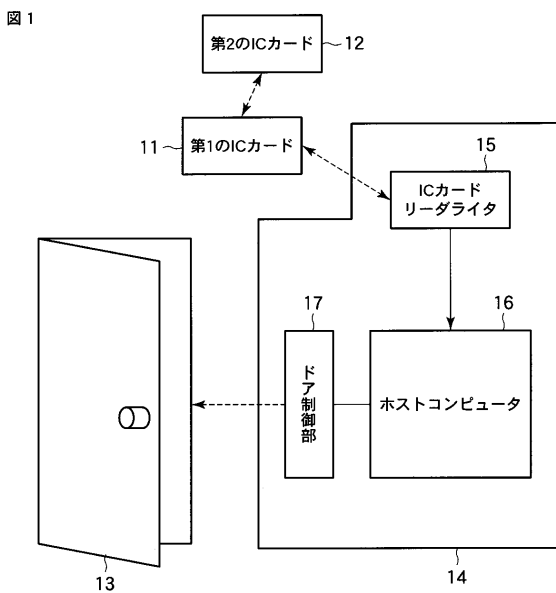 図1
第2のICカード
12
11
第1のICカード
15
ICカード
リーダライタ
17
16
ドア制御部
ホストコンピュータ
13
14